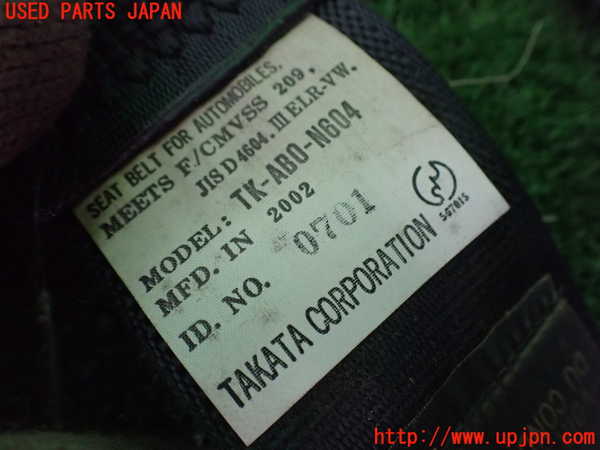 USED PARTS JAPAN
SEAT BELT FOR AUTOMOBILES.
MEETS F/CMVSS 209,
JIS D 4604. III ELR-VW.
MODEL: TK-AB0-N604
MFD. IN 2002
ID. NO. 0701
TAKATA CORPORATION
SG701S
http://www.upjpn.com/